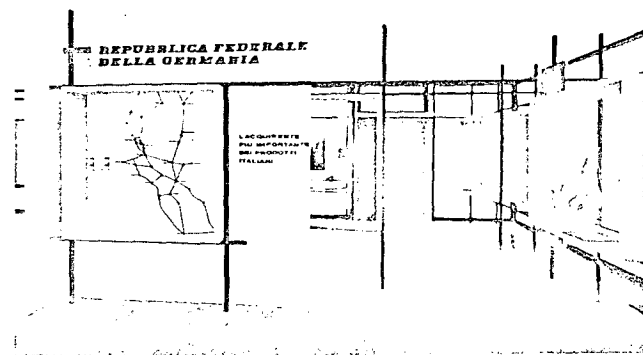 REPUBBLICA FEDERALE
DELLA GERMANIA
L'ACQUIRENTE
PIU IMPORTANTE
DEI PRODOTTI
ITALIANI